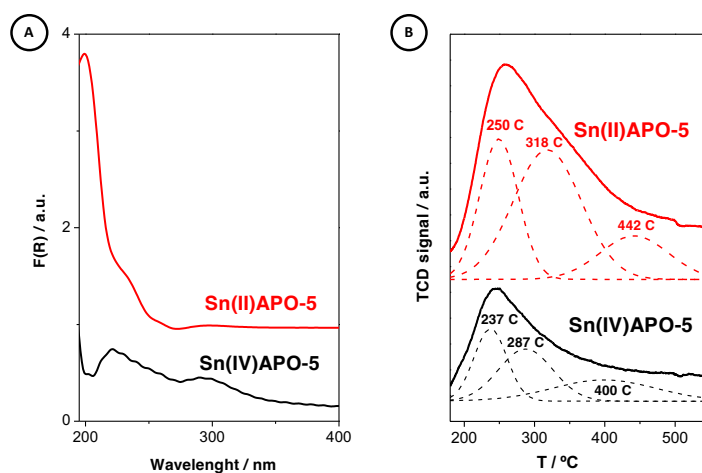 A
4
2
0
200
300
400
F(R) / a.u.
Wavelenght / nm
Sn(II)APO-5
Sn(IV)APO-5
B
TCD signal / a.u.
250 C
318 C
442 C
Sn(II)APO-5
237 C
287 C
400 C
Sn(IV)APO-5
200
300
400
500
T / ºC